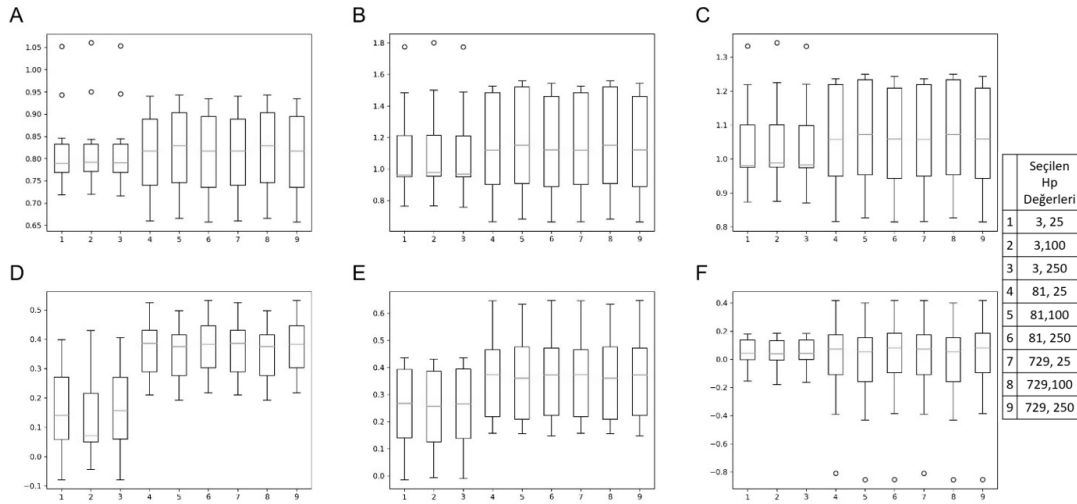 A
1.05
1.00
0.95
0.90
0.85
0.80
0.75
0.70
0.65
1 2 3 4 5 6 7 8 9
B
1.8
1.6
1.4
1.2
1.0
0.8
1 2 3 4 5 6 7 8 9
C
1.3
1.2
1.1
1.0
0.9
0.8
1 2 3 4 5 6 7 8 9
D
0.5
0.4
0.3
0.2
0.1
0.0
−0.1
1 2 3 4 5 6 7 8 9
E
0.6
0.5
0.4
0.3
0.2
0.1
0.0
1 2 3 4 5 6 7 8 9
F
0.4
0.2
0.0
−0.2
−0.4
−0.6
−0.8
1 2 3 4 5 6 7 8 9
Seçilen
Hp
Değerleri
1 3, 25
2 3,100
3 3, 250
4 81, 25
5 81,100
6 81, 250
7 729, 25
8 729,100
9 729, 250